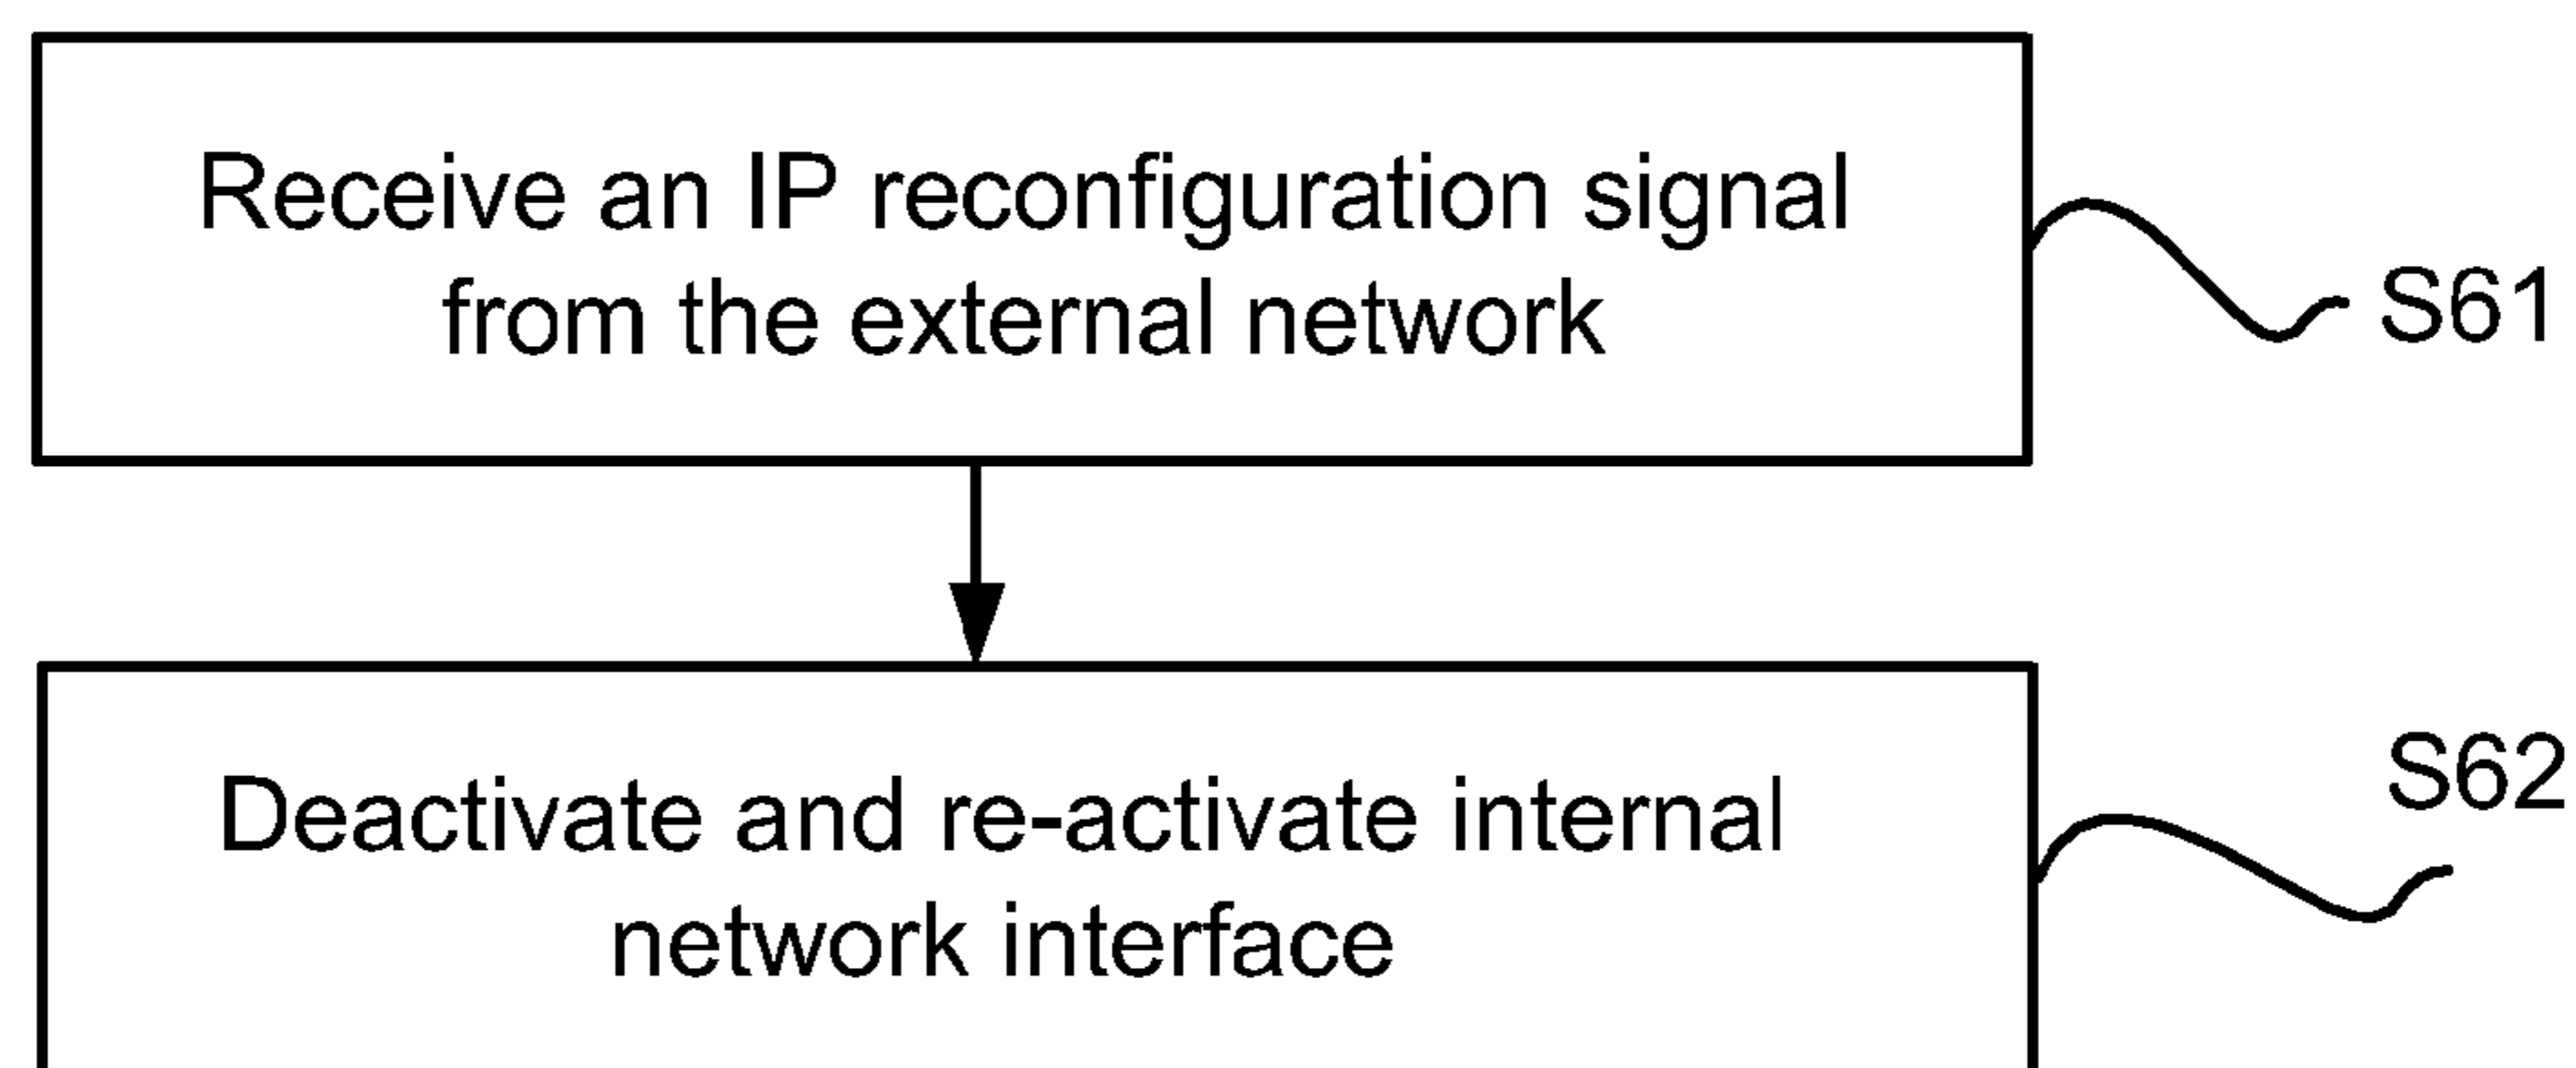 Receive an IP reconfiguration signal
from the external network
S61
S62
Deactivate and re-activate internal
network interface